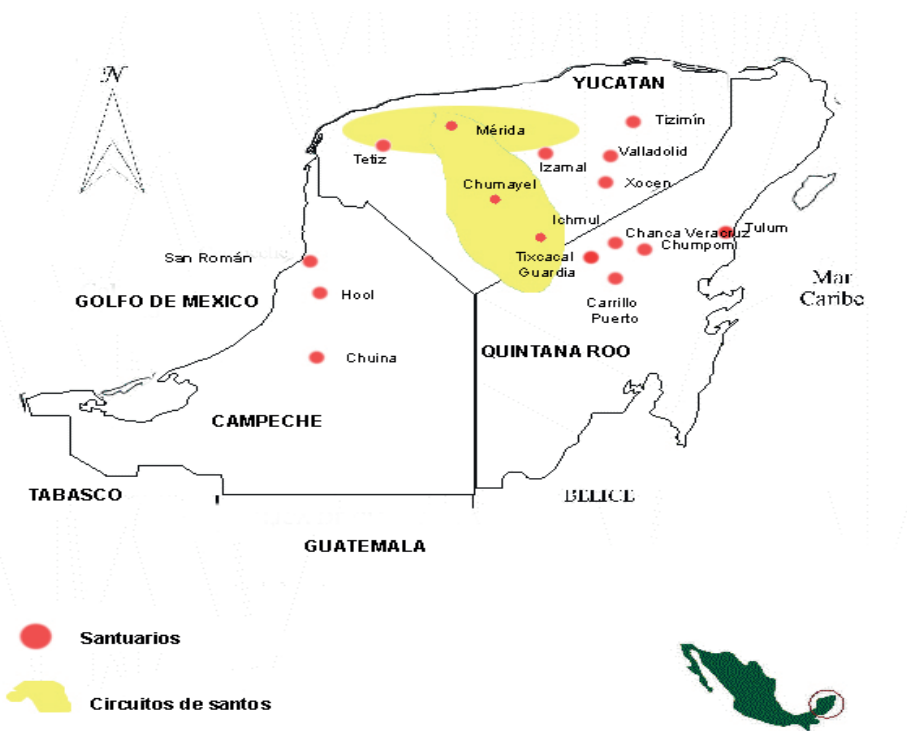 N
YUCATAN
Tizimín
Mérida
Tetiz
Izamal
Valladolid
Xocen
Chumayel
Ichmul
Chanca Veracruz
Tulum
Chumpom
San Román
Tixcacal
Guardia
Mar
Caribe
GOLFO DE MEXICO
Hool
Carrillo
Puerto
QUINTANA ROO
Chuina
CAMPECHE
TABASCO
BELICE
GUATEMALA
Santuarios
Circuitos de santos